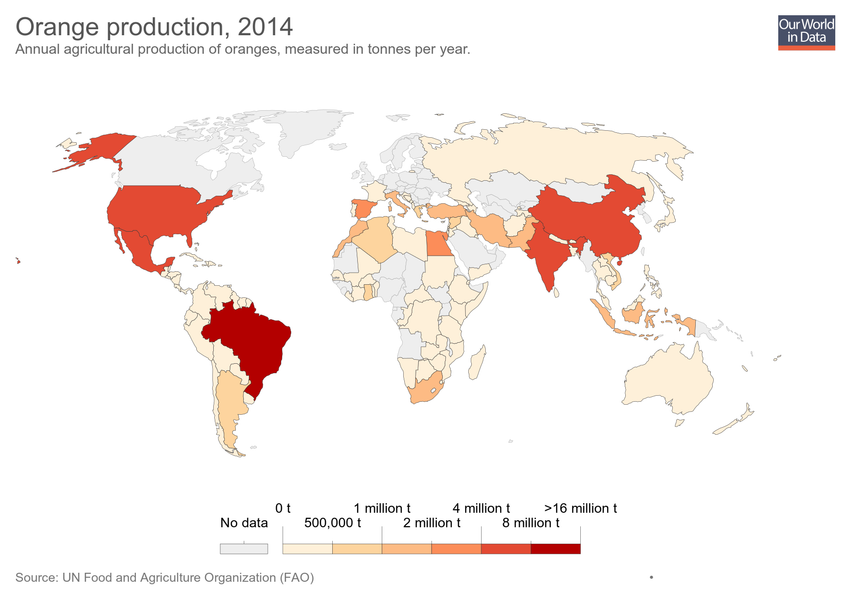 Orange production, 2014
Annual agricultural production of oranges, measured in tonnes per year.
Our World
in Data
0 t 1 million t 4 million t >16 million t
No data 500,000 t 2 million t 8 million t
Source: UN Food and Agriculture Organization (FAO)